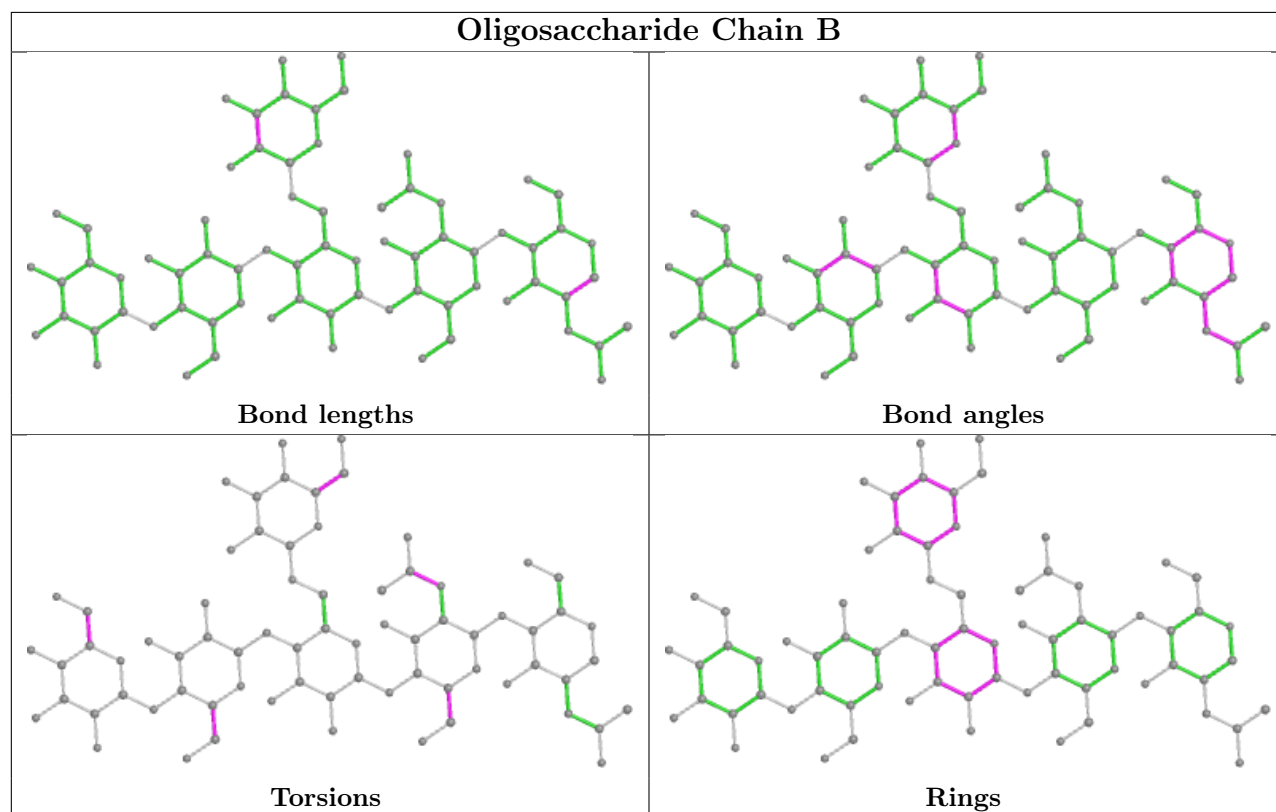 Oligosaccharide Chain B
Bond lengths
Bond angles
Torsions
Rings